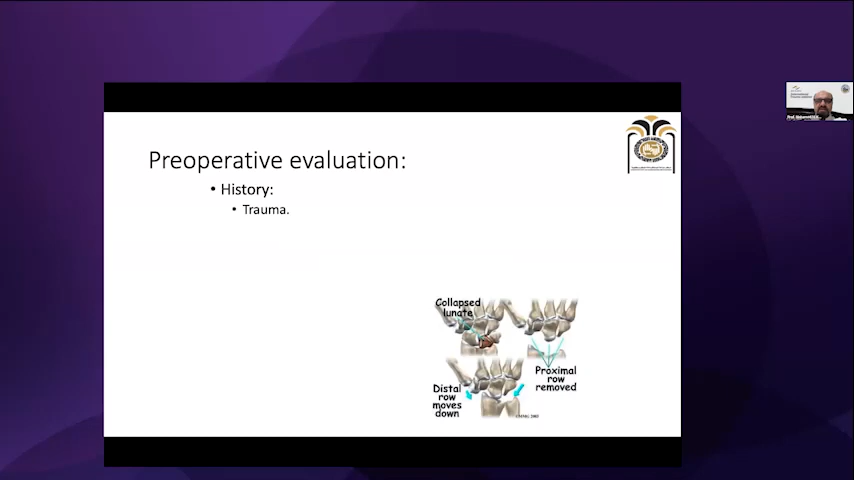 Preoperative evaluation:
• History:
• Trauma.
Collapsed
lunate
Proximal
row
removed
Distal
row
moves
down